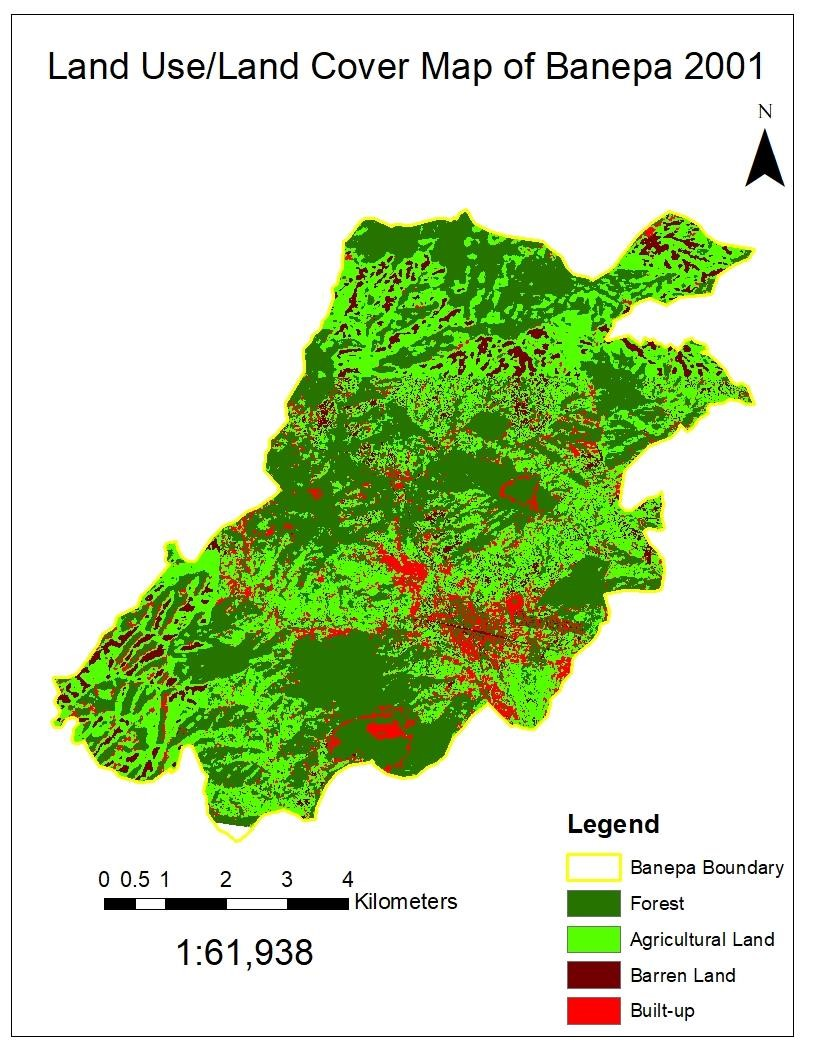 Land Use/Land Cover Map of Banepa 2001
N
Legend
Banepa Boundary
Forest
Agricultural Land
Barren Land
Built-up
0 0.5 1 2 3 4
Kilometers
1:61,938